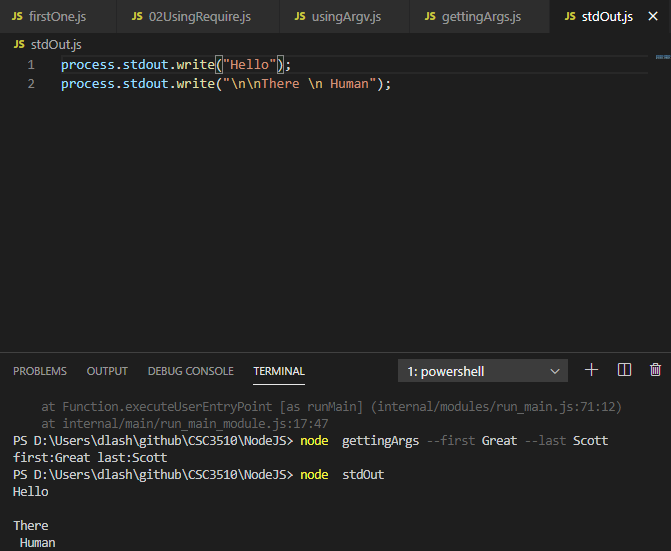 JS firstOne.js JS 02UsingRequire.js JS usingArgv.js JS gettingArgs.js JS stdOut.js ×
JS stdOut.js
1 process.stdout.write("Hello");
2 process.stdout.write("\n\nThere \n Human");
PROBLEMS OUTPUT DEBUG CONSOLE TERMINAL 1: powershell
at Function.executeUserEntryPoint [as runMain] (internal/modules/run_main.js:71:12)
at internal/main/run_main_module.js:17:47
PS D:\Users\dlash\github\CSC3510\NodeJS> node  gettingArgs --first Great --last Scott
first:Great last:Scott
PS D:\Users\dlash\github\CSC3510\NodeJS> node  stdOut
Hello

There
 Human